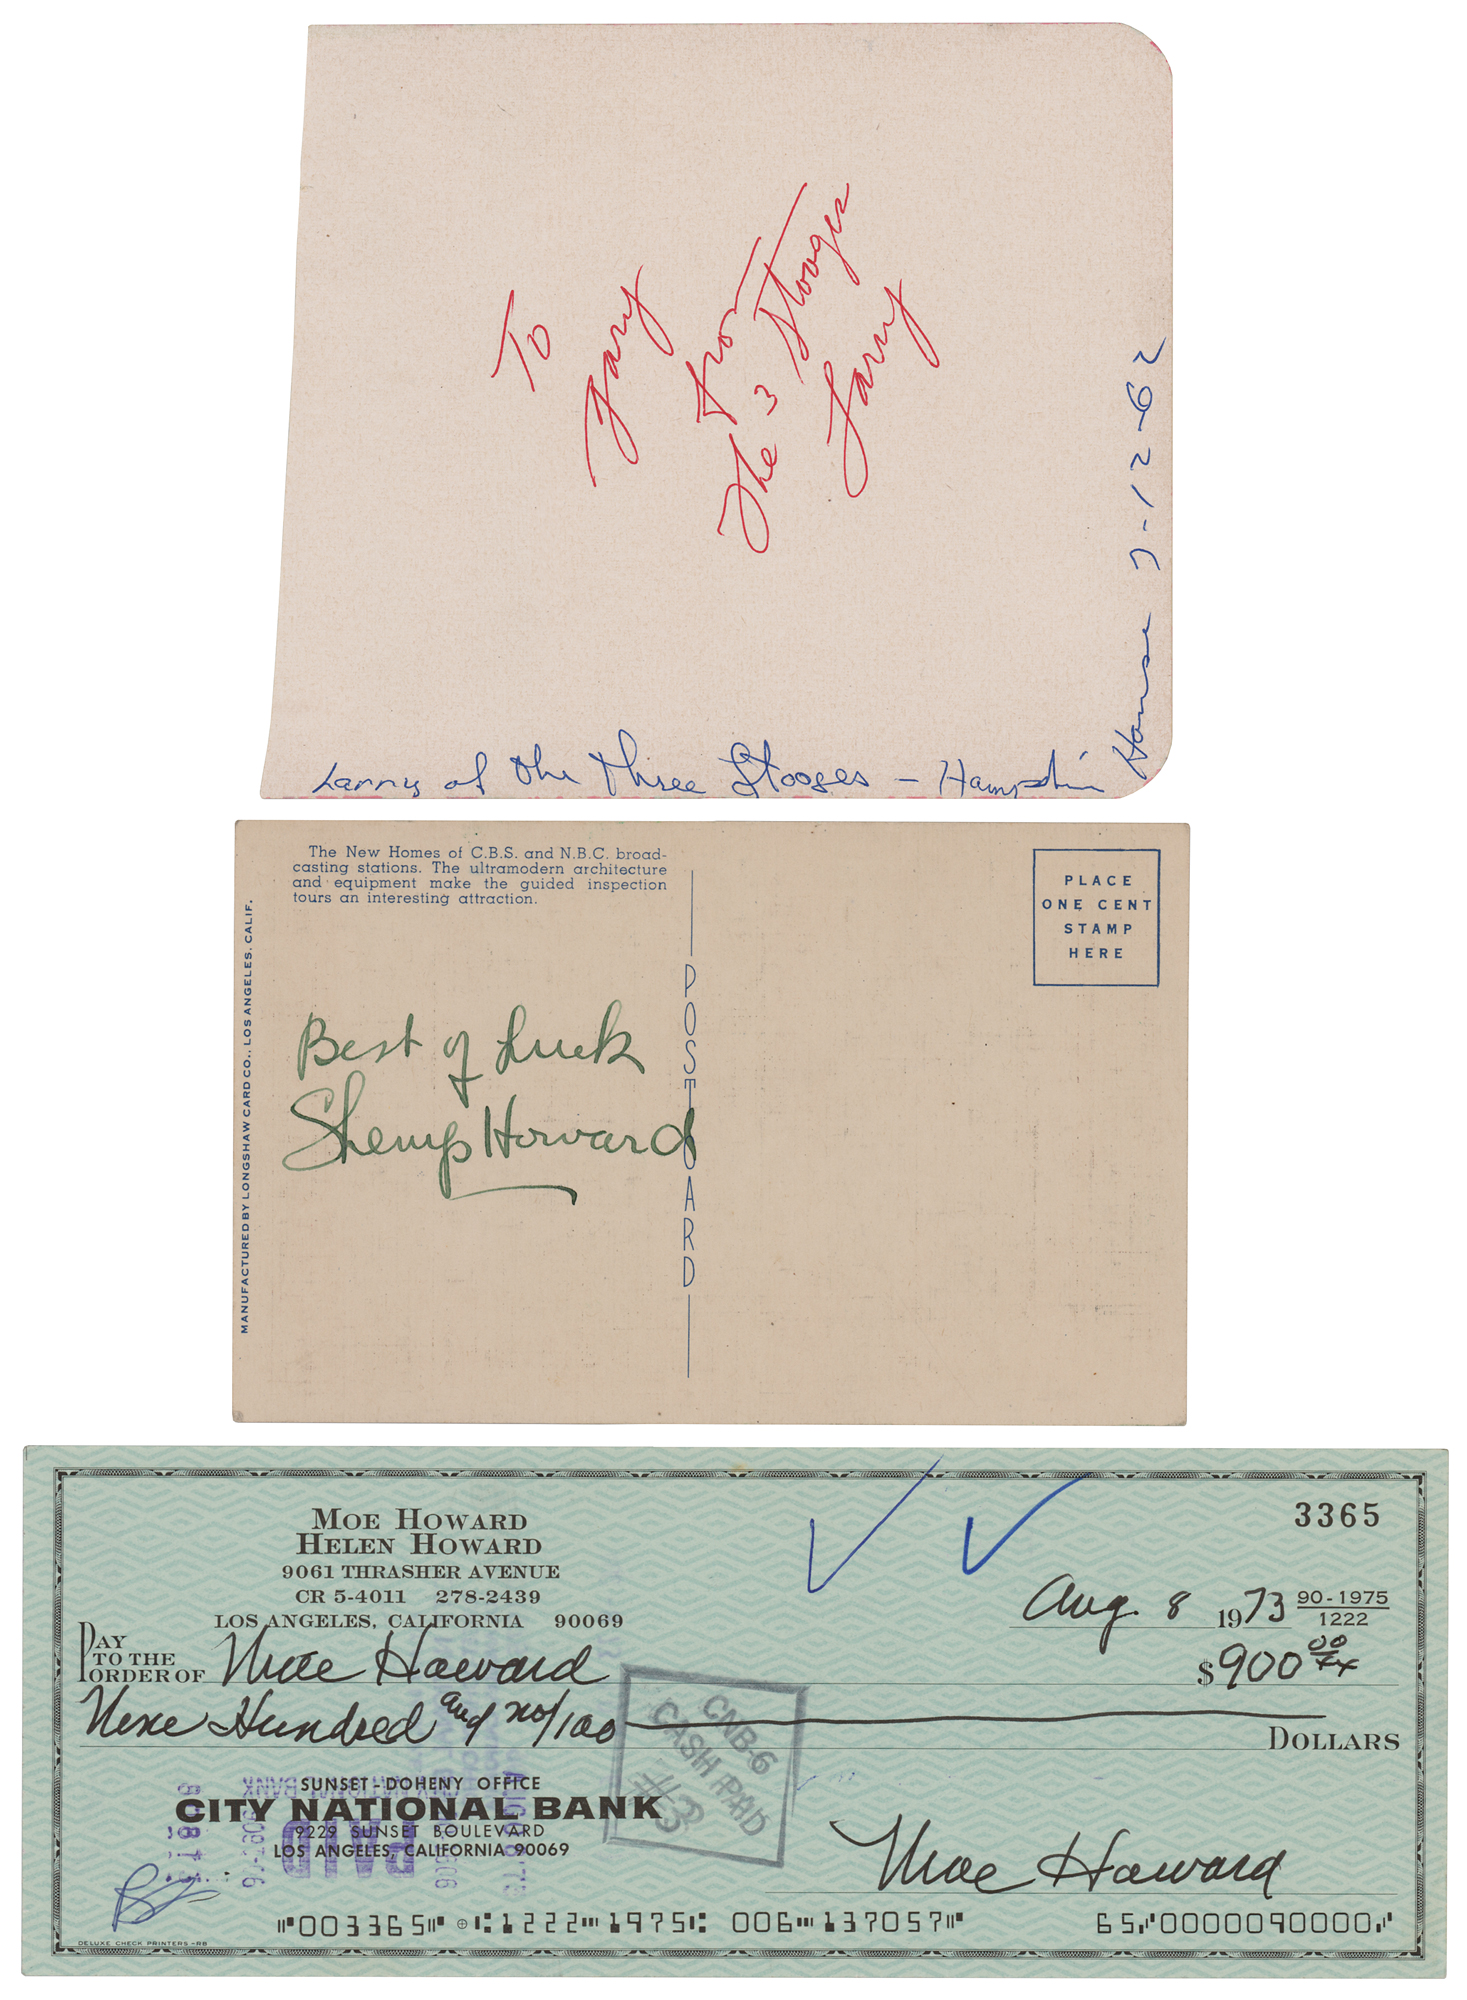 To
Gary
from
The 3 Stooges
Larry
Larry of the Three Stooges - Hampshire House 7-12-62
The New Homes of C.B.S. and N.B.C. broad-
casting stations. The ultramodern architecture
and equipment make the guided inspection
tours an interesting attraction.
PLACE
ONE CENT
STAMP
HERE
MANUFACTURED BY LONGSHAW CARD CO., LOS ANGELES, CALIF.
POST CARD
Best of Luck
Shemp Howard
MOE HOWARD
HELEN HOWARD
9061 THRASHER AVENUE
CR 5-4011 278-2439
LOS ANGELES, CALIFORNIA 90069
3365
Aug. 8 1973
90-1975
1222
PAY
TO THE
ORDER OF Moe Howard
$900 00/xx
Nine Hundred and no/100 DOLLARS
CNB-6
CASH PAID
#3
SUNSET-DOHENY OFFICE
CITY NATIONAL BANK
9229 SUNSET BOULEVARD
LOS ANGELES, CALIFORNIA 90069
PAID
Moe Howard
⑈003365⑈ ⑆1222⑉1975⑆ 006⑉137057⑈ 65 ⑇0000090000⑇
DELUXE CHECK PRINTERS - RB